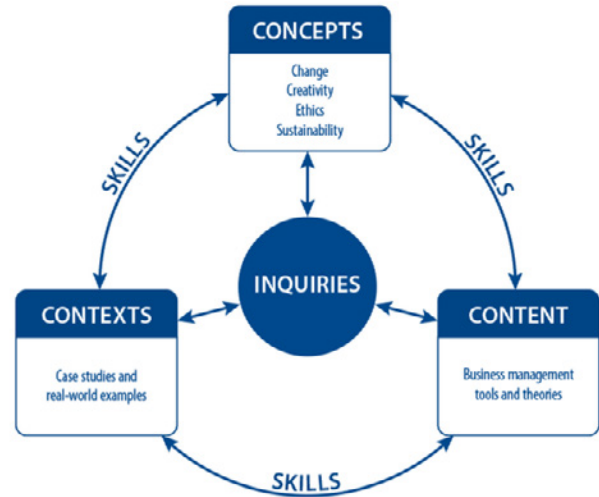 CONCEPTS
Change
Creativity
Ethics
Sustainability
SKILLS
SKILLS
INQUIRIES
CONTEXTS
Case studies and
real-world examples
CONTENT
Business management
tools and theories
SKILLS